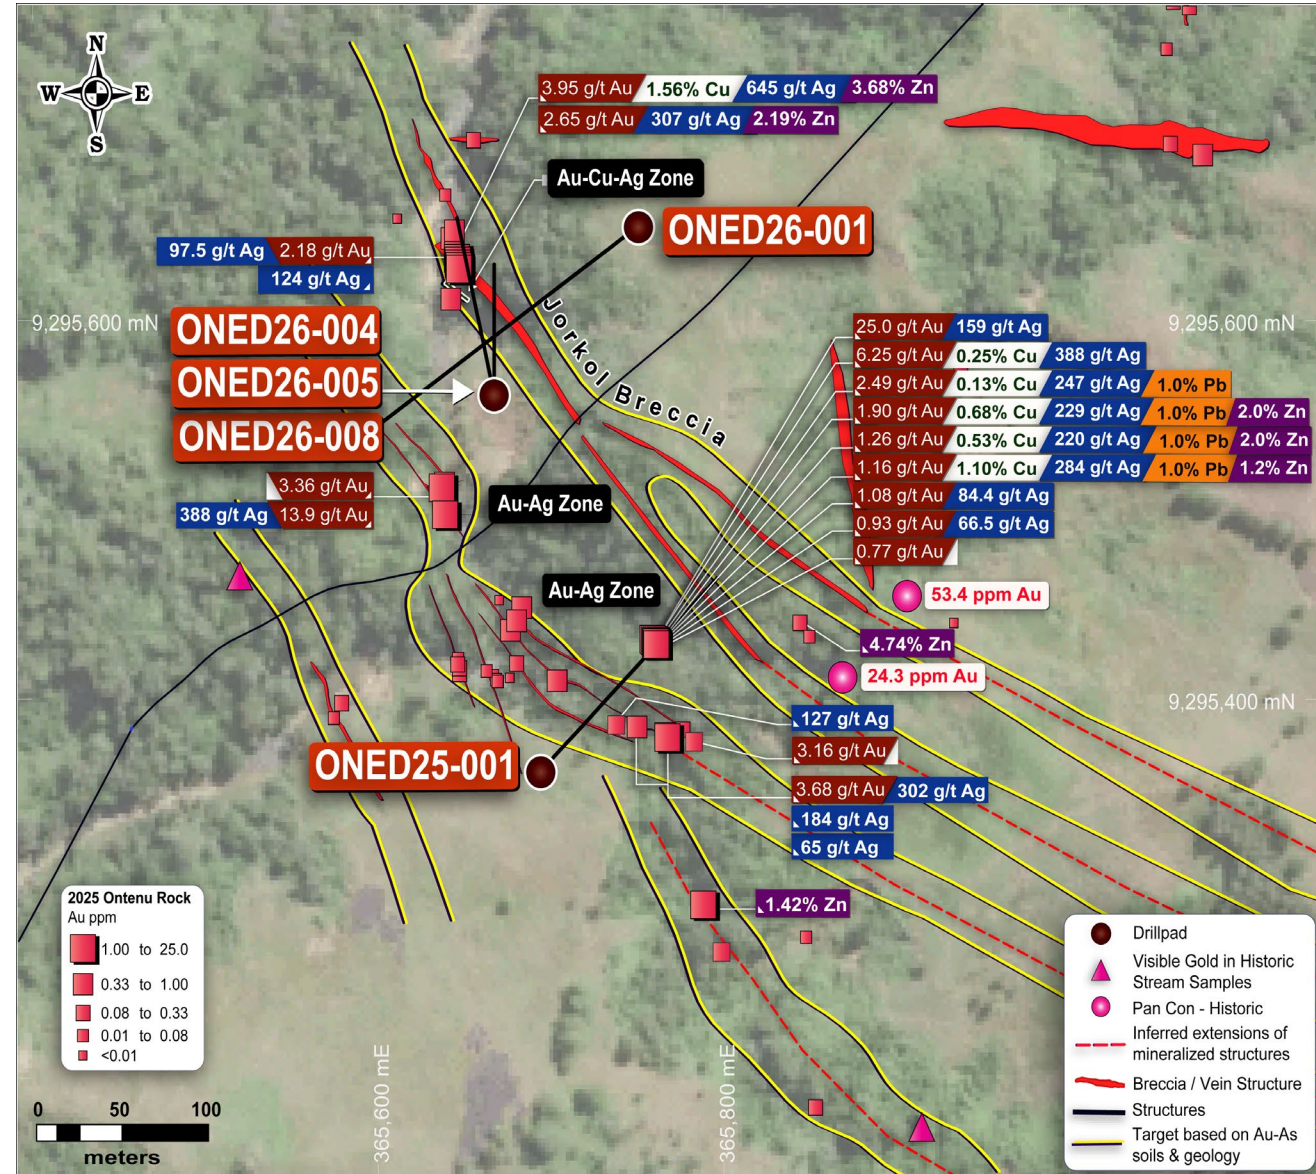 N
W E
S
3.95 g/t Au 1.56% Cu 645 g/t Ag 3.68% Zn
2.65 g/t Au 307 g/t Ag 2.19% Zn
Au-Cu-Ag Zone
ONED26-001
97.5 g/t Ag 2.18 g/t Au
124 g/t Ag
9,295,600 mN
9,295,600 mN
ONED26-004
ONED26-005
ONED26-008
Jorkol Breccia
25.0 g/t Au 159 g/t Ag
6.25 g/t Au 0.25% Cu 388 g/t Ag
2.49 g/t Au 0.13% Cu 247 g/t Ag 1.0% Pb
1.90 g/t Au 0.68% Cu 229 g/t Ag 1.0% Pb 2.0% Zn
1.26 g/t Au 0.53% Cu 220 g/t Ag 1.0% Pb 2.0% Zn
1.16 g/t Au 1.10% Cu 284 g/t Ag 1.0% Pb 1.2% Zn
1.08 g/t Au 84.4 g/t Ag
0.93 g/t Au 66.5 g/t Ag
0.77 g/t Au
3.36 g/t Au
388 g/t Ag 13.9 g/t Au
Au-Ag Zone
Au-Ag Zone
53.4 ppm Au
4.74% Zn
24.3 ppm Au
9,295,400 mN
127 g/t Ag
3.16 g/t Au
3.68 g/t Au 302 g/t Ag
184 g/t Ag
65 g/t Ag
ONED25-001
1.42% Zn
2025 Ontenu Rock
Au ppm
1.00 to 25.0
0.33 to 1.00
0.08 to 0.33
0.01 to 0.08
<0.01
0 50 100
meters
365,600 mE
365,800 mE
Drillpad
Visible Gold in Historic
Stream Samples
Pan Con - Historic
Inferred extensions of
mineralized structures
Breccia / Vein Structure
Structures
Target based on Au-As
soils & geology